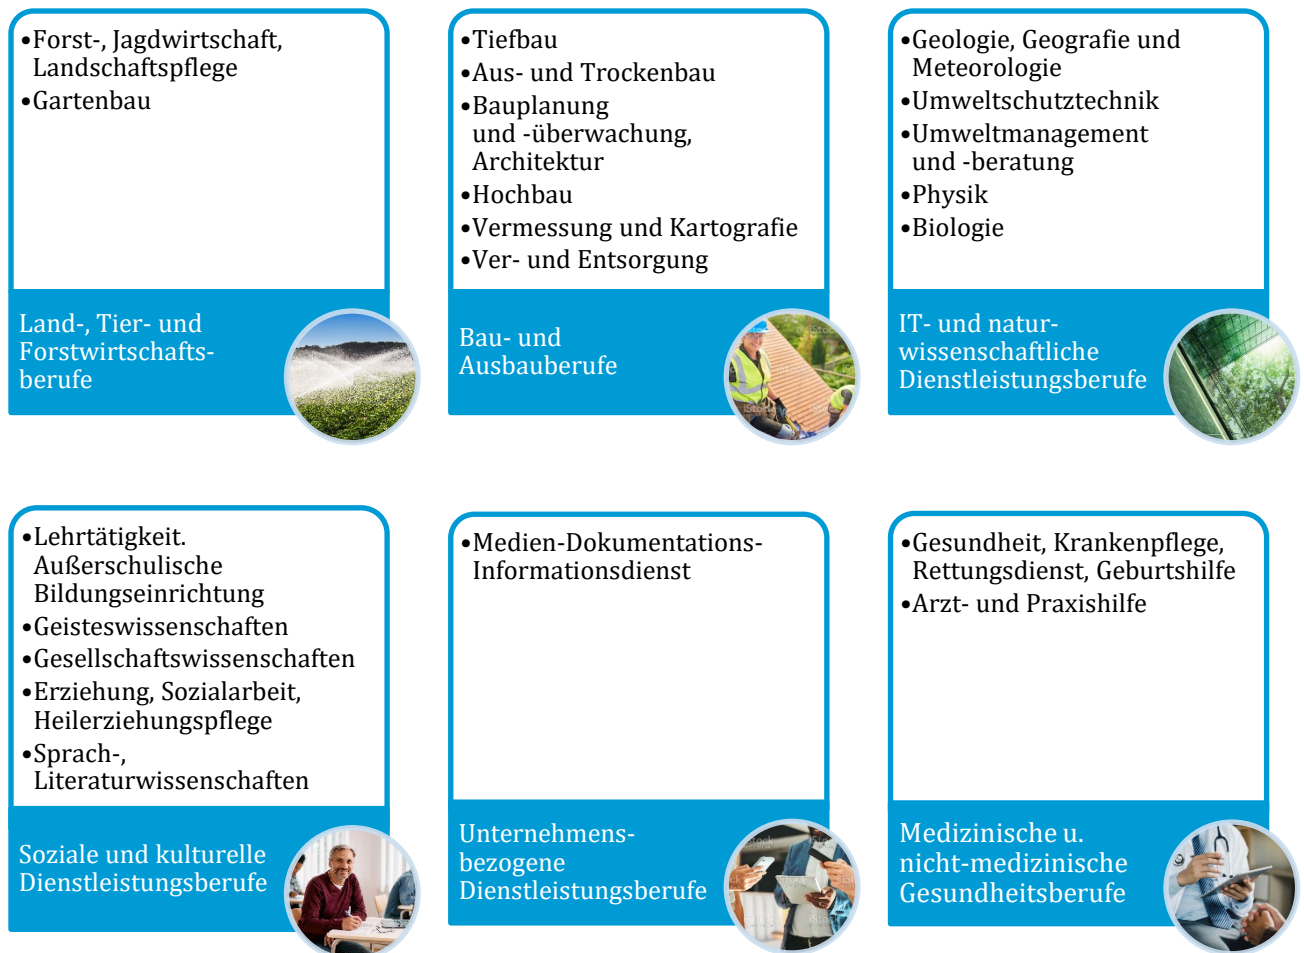 •Forst-, Jagdwirtschaft,
Landschaftspflege
•Gartenbau
Land-, Tier- und
Forstwirtschafts-
berufe
•Tiefbau
•Aus- und Trockenbau
•Bauplanung
und -überwachung,
Architektur
•Hochbau
•Vermessung und Kartografie
•Ver- und Entsorgung
Bau- und
Ausbauberufe
•Geologie, Geografie und
Meteorologie
•Umweltschutztechnik
•Umweltmanagement
und -beratung
•Physik
•Biologie
IT- und natur-
wissenschaftliche
Dienstleistungsberufe
•Lehrtätigkeit.
Außerschulische
Bildungseinrichtung
•Geisteswissenschaften
•Gesellschaftswissenschaften
•Erziehung, Sozialarbeit,
Heilerziehungspflege
•Sprach-,
Literaturwissenschaften
Soziale und kulturelle
Dienstleistungsberufe
•Medien-Dokumentations-
Informationsdienst
Unternehmens-
bezogene
Dienstleistungsberufe
•Gesundheit, Krankenpflege,
Rettungsdienst, Geburtshilfe
•Arzt- und Praxishilfe
Medizinische u.
nicht-medizinische
Gesundheitsberufe